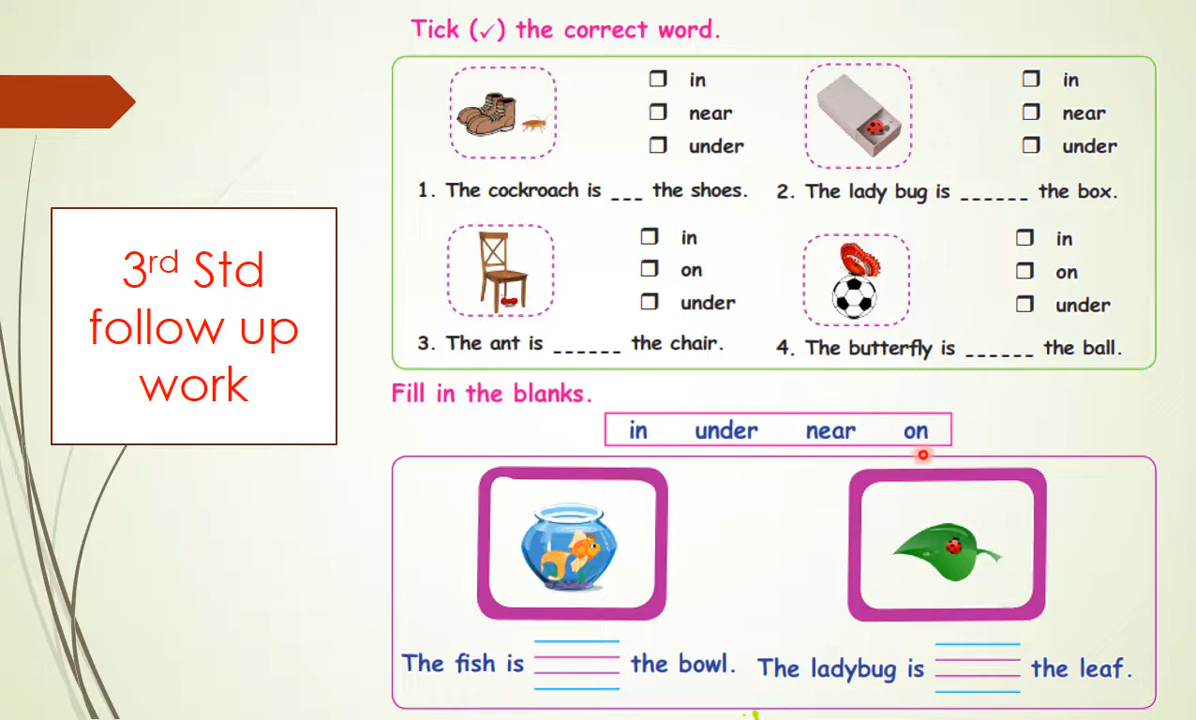 Tick (✓) the correct word.
❐ in
❐ near
❐ under
1. The cockroach is ___ the shoes.
❐ in
❐ near
❐ under
2. The lady bug is ______ the box.
❐ in
❐ on
❐ under
3. The ant is ______ the chair.
❐ in
❐ on
❐ under
4. The butterfly is ______ the ball.
3rd Std
follow up
work
Fill in the blanks.
in under near on
The fish is ______ the bowl.
The ladybug is ______ the leaf.